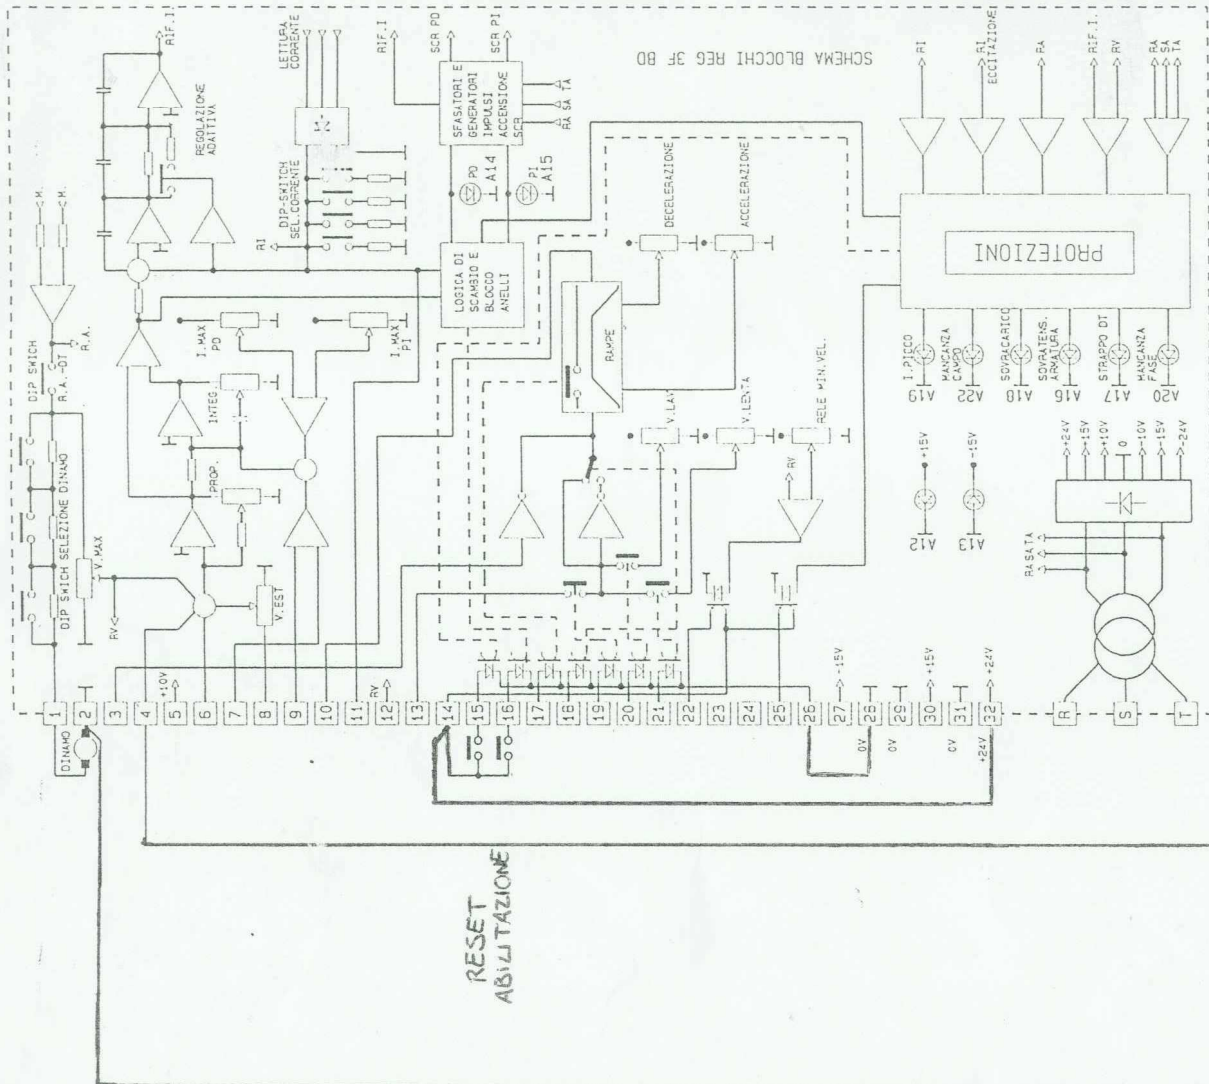 SCHEMA BLOCCHI REG 3F BD
RIF.I.
REGOLAZIONE
ADATTIVA
M.
M.
DIP SWICH
R.A.-DT
R.A.
DIP SWICH SELEZIONE DINAMO
V.MAX
RV
LETTURA
CORRENTE
DIP-SWITCH
SEL.CORRENTE
RI
I.MAX
PD
I.MAX
PI
INTEG.
PROP.
V.EST
RIF.I
SCR PD
SCR PI
SFASATORI E
GENERATORI
IMPULSI
ACCENSIONE
SCR
RA SA TA
PD
A14
PI
A15
LOGICA DI
SCAMBIO E
BLOCCO
ANELLI
DECELERAZIONE
ACCELERAZIONE
RAMPE
V.LAV
V.LENTA
RELE MIN.VEL.
RV
RI
RI
ECCITAZIONE
RA
RIF.I.
RV
RA
SA
TA
PROTEZIONI
I.PICCO
A19
MANCANZA
CAMPO
A22
SOVRACARICO
A18
SOVRATENS.
ARMATURA
A16
STRAPPO DT
A17
MANCANZA
FASE
A20
+15V
A12
-15V
A13
+24V
+15V
+10V
0
-10V
-15V
-24V
RA SA TA
DINAMO
1
2
3
4
5
+10V
6
7
8
9
10
11
12
RV
13
14
15
16
17
18
19
20
21
22
23
24
25
26
27
-15V
28
0V
29
0V
30
+15V
31
0V
32
+24V
+24V
R
S
T
RESET
ABILITAZIONE